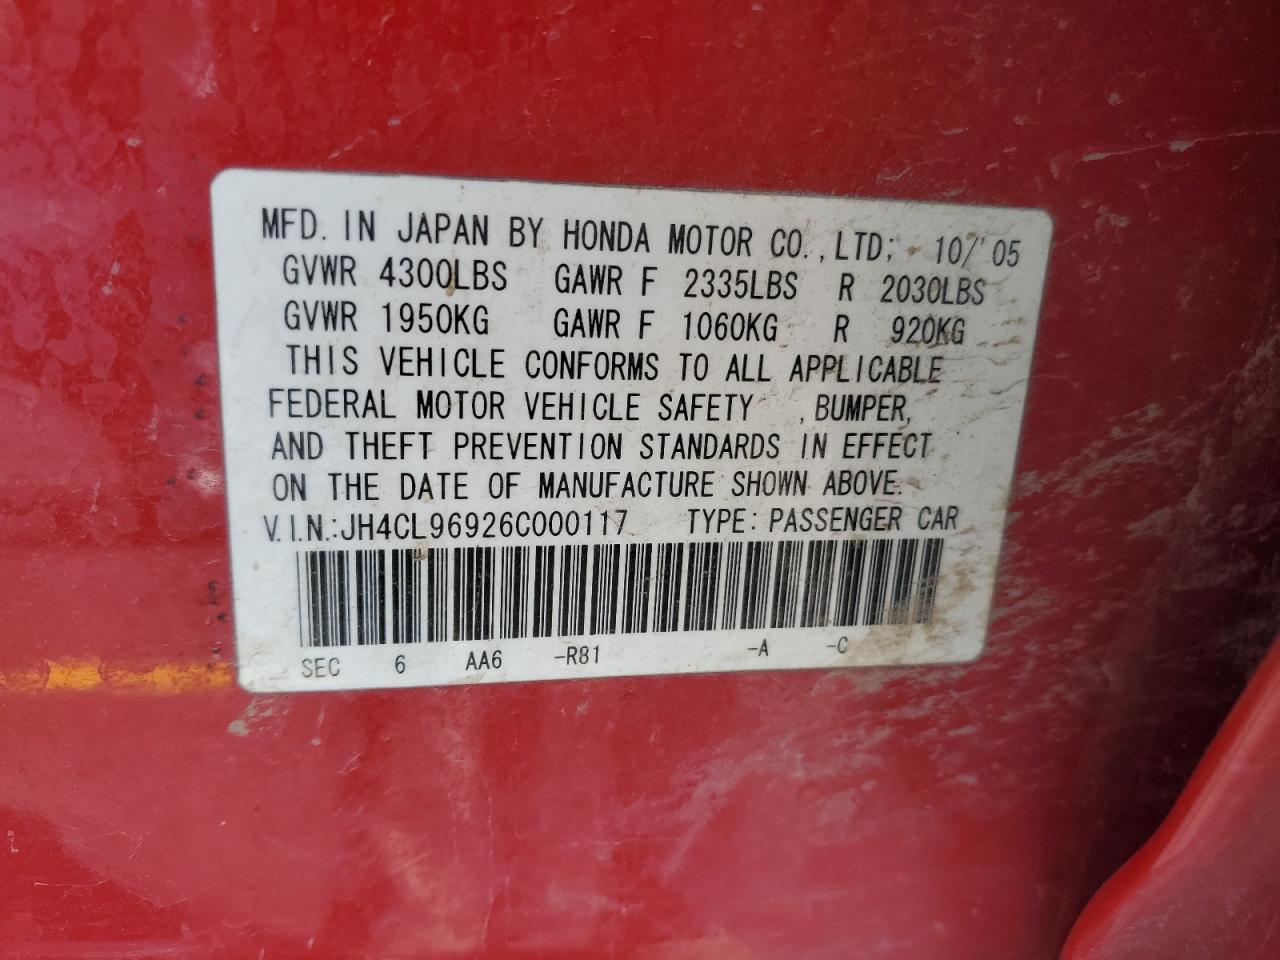 MFD. IN JAPAN BY HONDA MOTOR CO., LTD; 10/'05
GVWR 4300LBS GAWR F 2335LBS R 2030LBS
GVWR 1950KG GAWR F 1060KG R 920KG
THIS VEHICLE CONFORMS TO ALL APPLICABLE
FEDERAL MOTOR VEHICLE SAFETY , BUMPER,
AND THEFT PREVENTION STANDARDS IN EFFECT
ON THE DATE OF MANUFACTURE SHOWN ABOVE.
V.I.N.:JH4CL96926C000117 TYPE: PASSENGER CAR
SEC 6 AA6 -R81 -A -C